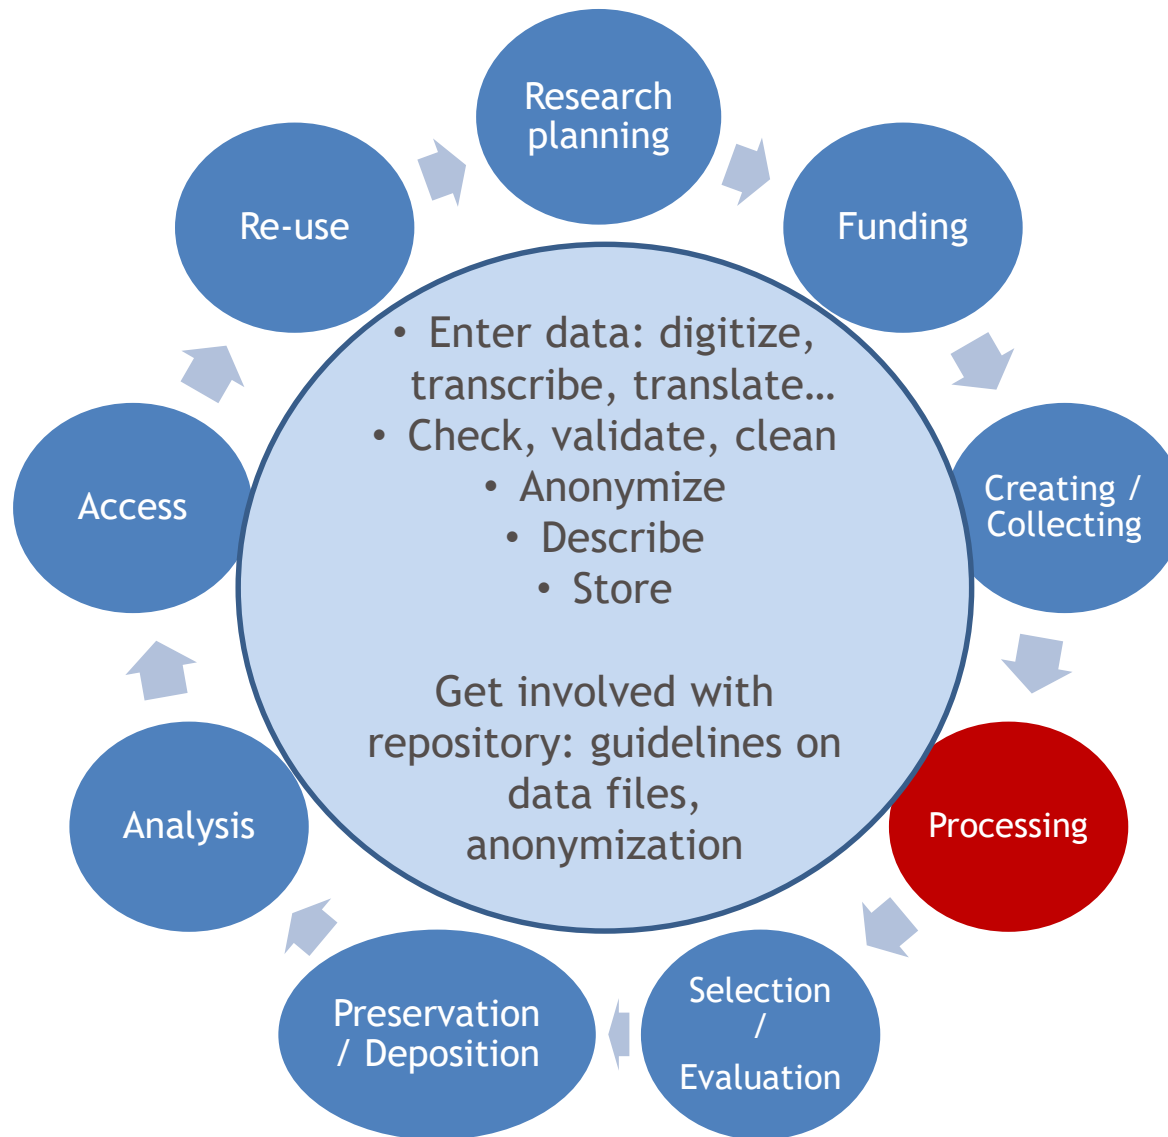 Research
planning
Funding
Creating /
Collecting
Processing
Selection
/
Evaluation
Preservation
/ Deposition
Analysis
Access
Re-use
• Enter data: digitize,
transcribe, translate…
• Check, validate, clean
• Anonymize
• Describe
• Store
Get involved with
repository: guidelines on
data files,
anonymization